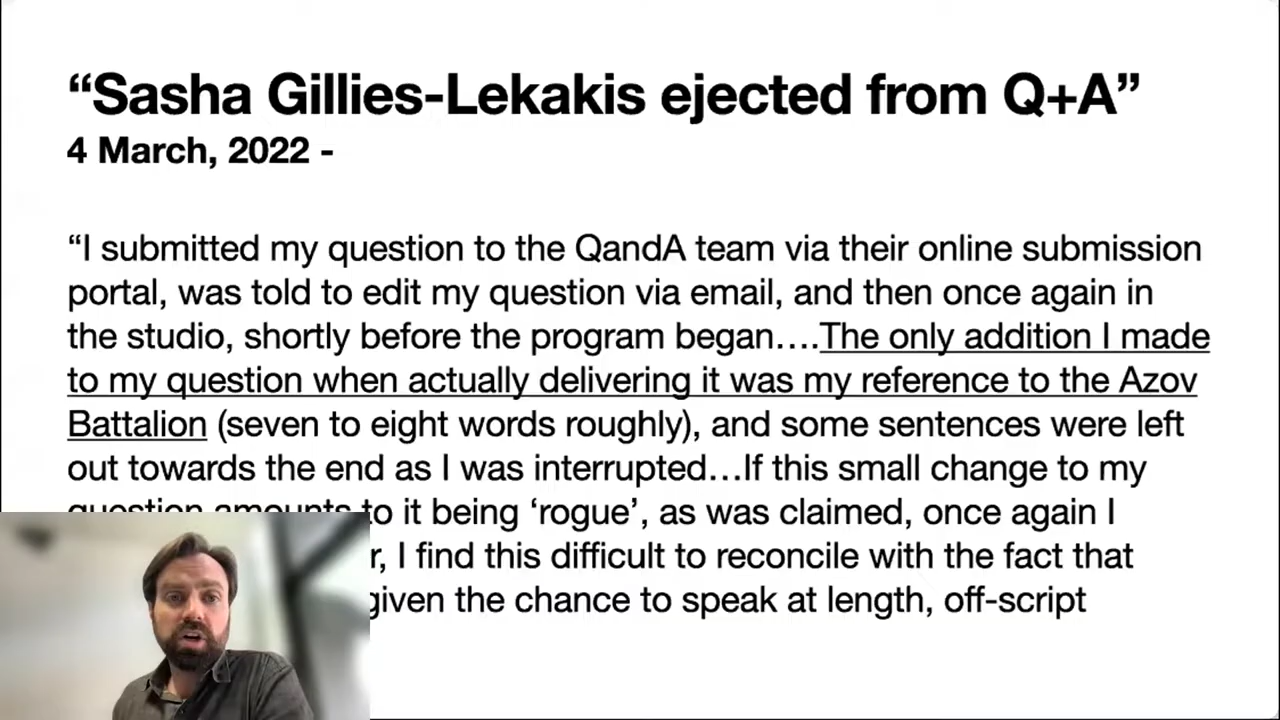 “Sasha Gillies-Lekakis ejected from Q+A”
4 March, 2022 -
“I submitted my question to the QandA team via their online submission
portal, was told to edit my question via email, and then once again in
the studio, shortly before the program began….The only addition I made
to my question when actually delivering it was my reference to the Azov
Battalion (seven to eight words roughly), and some sentences were left
out towards the end as I was interrupted…If this small change to my
question amounts to it being ‘rogue’, as was claimed, once again I
I find this difficult to reconcile with the fact that
given the chance to speak at length, off-script